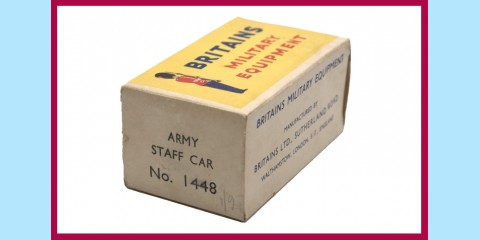 BRITAINS
MILITARY
EQUIPMENT
ARMY
STAFF CAR
No. 1448
BRITAINS MILITARY EQUIPMENT
MANUFACTURED BY
BRITAINS LTD., SUTHERLAND ROAD,
WALTHAMSTOW, LONDON, E.17, ENGLAND